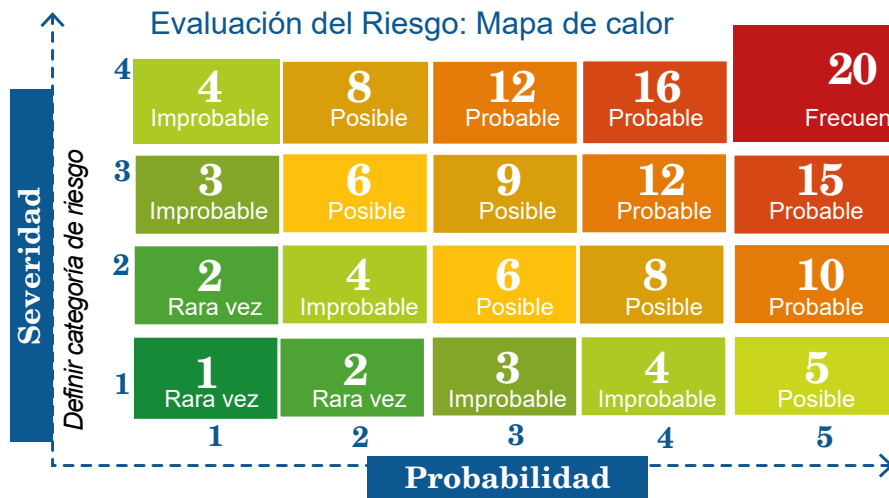 Evaluación del Riesgo: Mapa de calor
Severidad
Definir categoría de riesgo
4
4
Improbable
8
Posible
12
Probable
16
Probable
20
Frecuen
3
3
Improbable
6
Posible
9
Posible
12
Probable
15
Probable
2
2
Rara vez
4
Improbable
6
Posible
8
Posible
10
Probable
1
1
Rara vez
2
Rara vez
3
Improbable
4
Improbable
5
Posible
1
2
3
4
5
Probabilidad